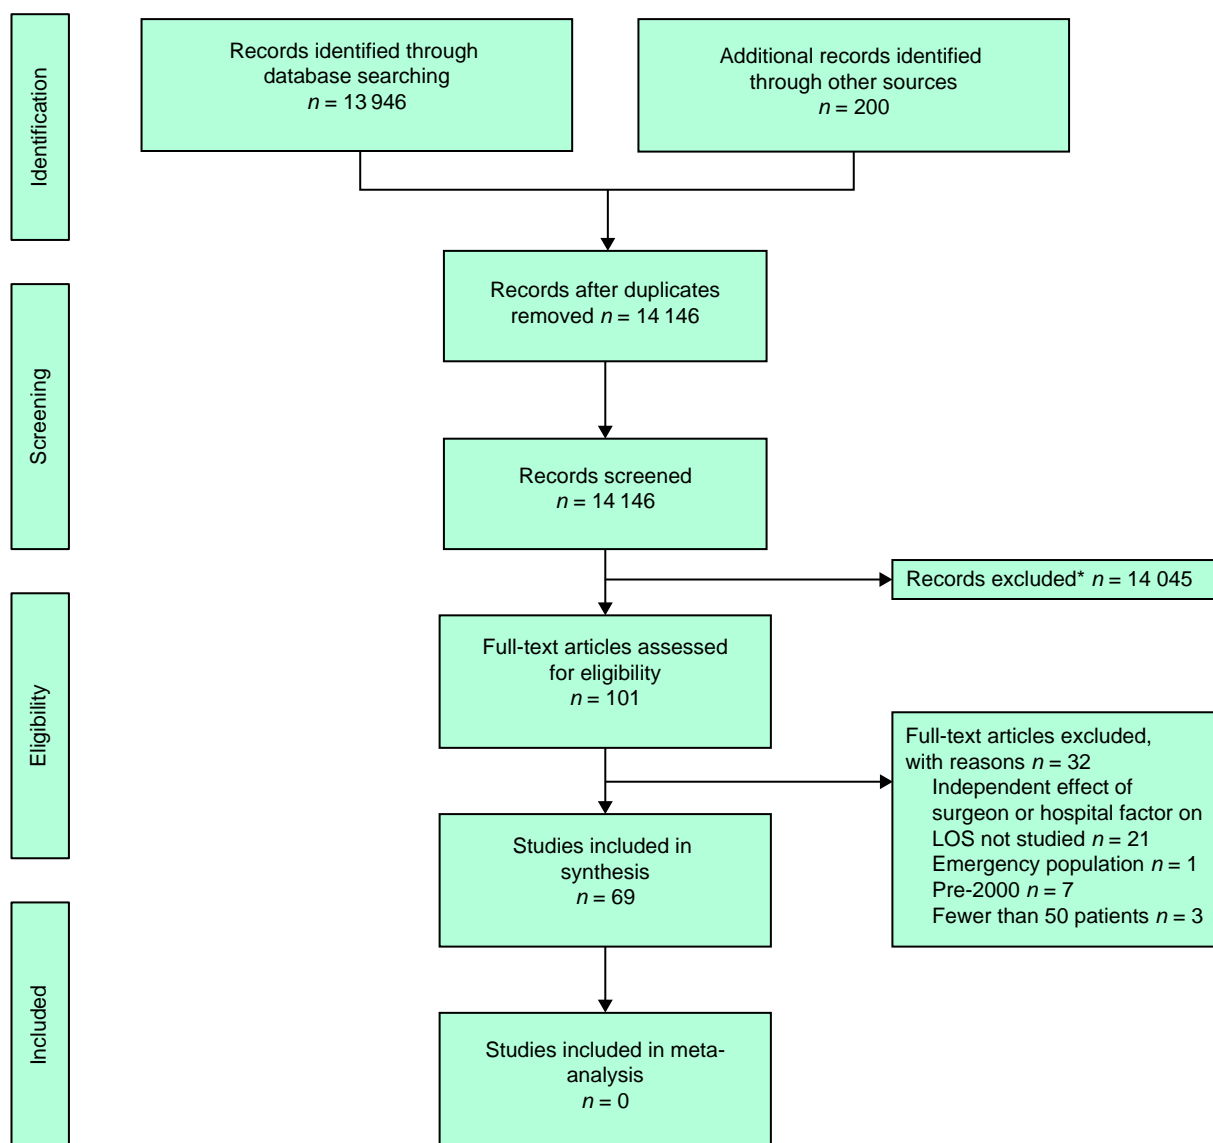 Identification
Records identified through
database searching
n = 13 946
Additional records identified
through other sources
n = 200
Screening
Records after duplicates
removed n = 14 146
Records screened
n = 14 146
Records excluded* n = 14 045
Eligibility
Full-text articles assessed
for eligibility
n = 101
Full-text articles excluded,
with reasons n = 32
Independent effect of
surgeon or hospital factor on
LOS not studied n = 21
Emergency population n = 1
Pre-2000 n = 7
Fewer than 50 patients n = 3
Studies included in
synthesis
n = 69
Included
Studies included in meta-
analysis
n = 0